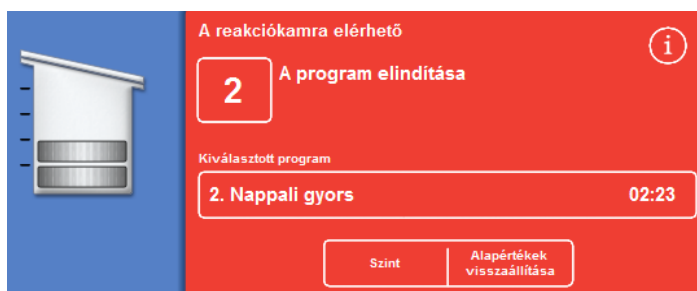 A reakciókamra elérhető
i
2
A program elindítása
Kiválasztott program
2. Nappali gyors 02:23
Szint
Alapértékek
visszaállítása